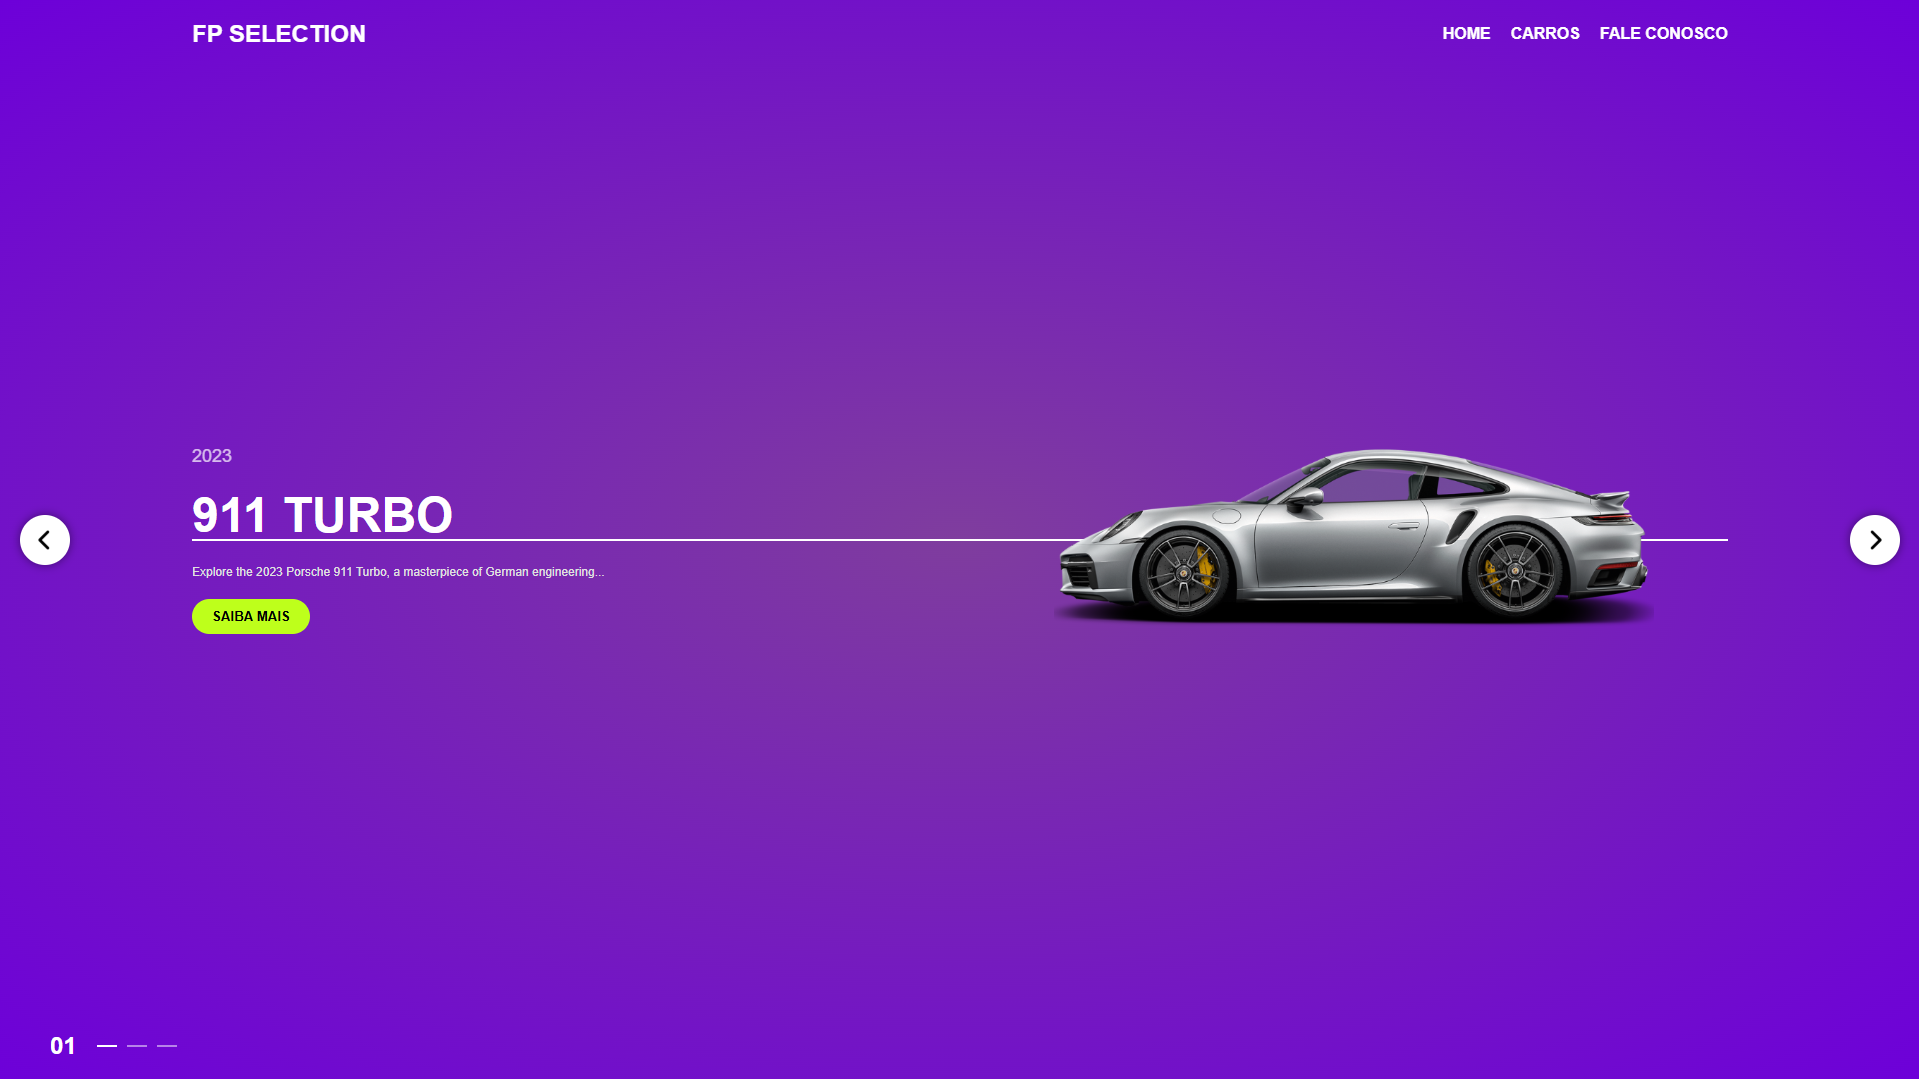 FP SELECTION
HOME CARROS FALE CONOSCO
2023
911 TURBO
Explore the 2023 Porsche 911 Turbo, a masterpiece of German engineering...
SAIBA MAIS
01